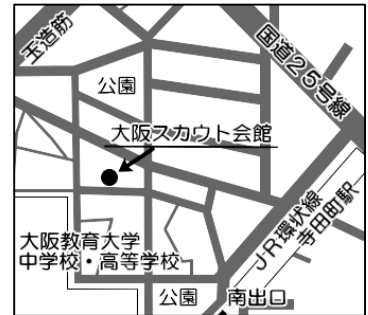 玉造筋
国道25号線
公園
大阪スカウト会館
JR環状線
寺田町駅
大阪教育大学
中学校・高等学校
公園
南出口